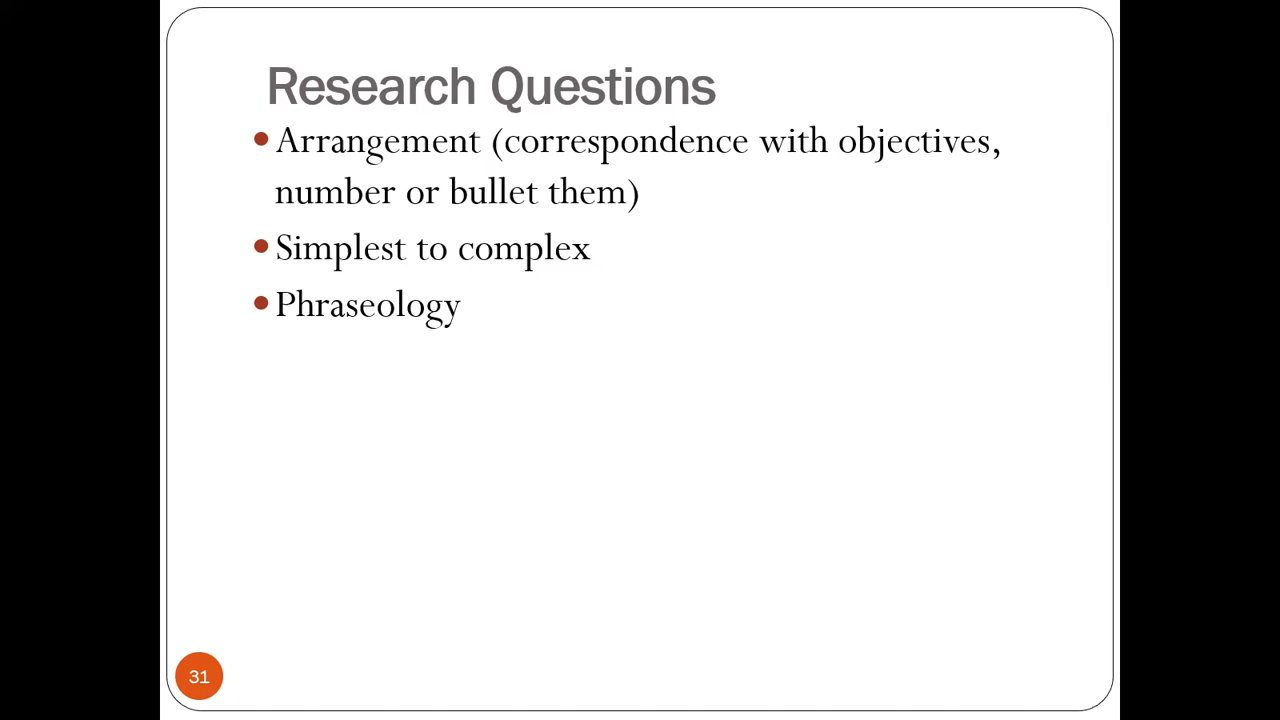 Research Questions
• Arrangement (correspondence with objectives,
number or bullet them)
• Simplest to complex
• Phraseology
31